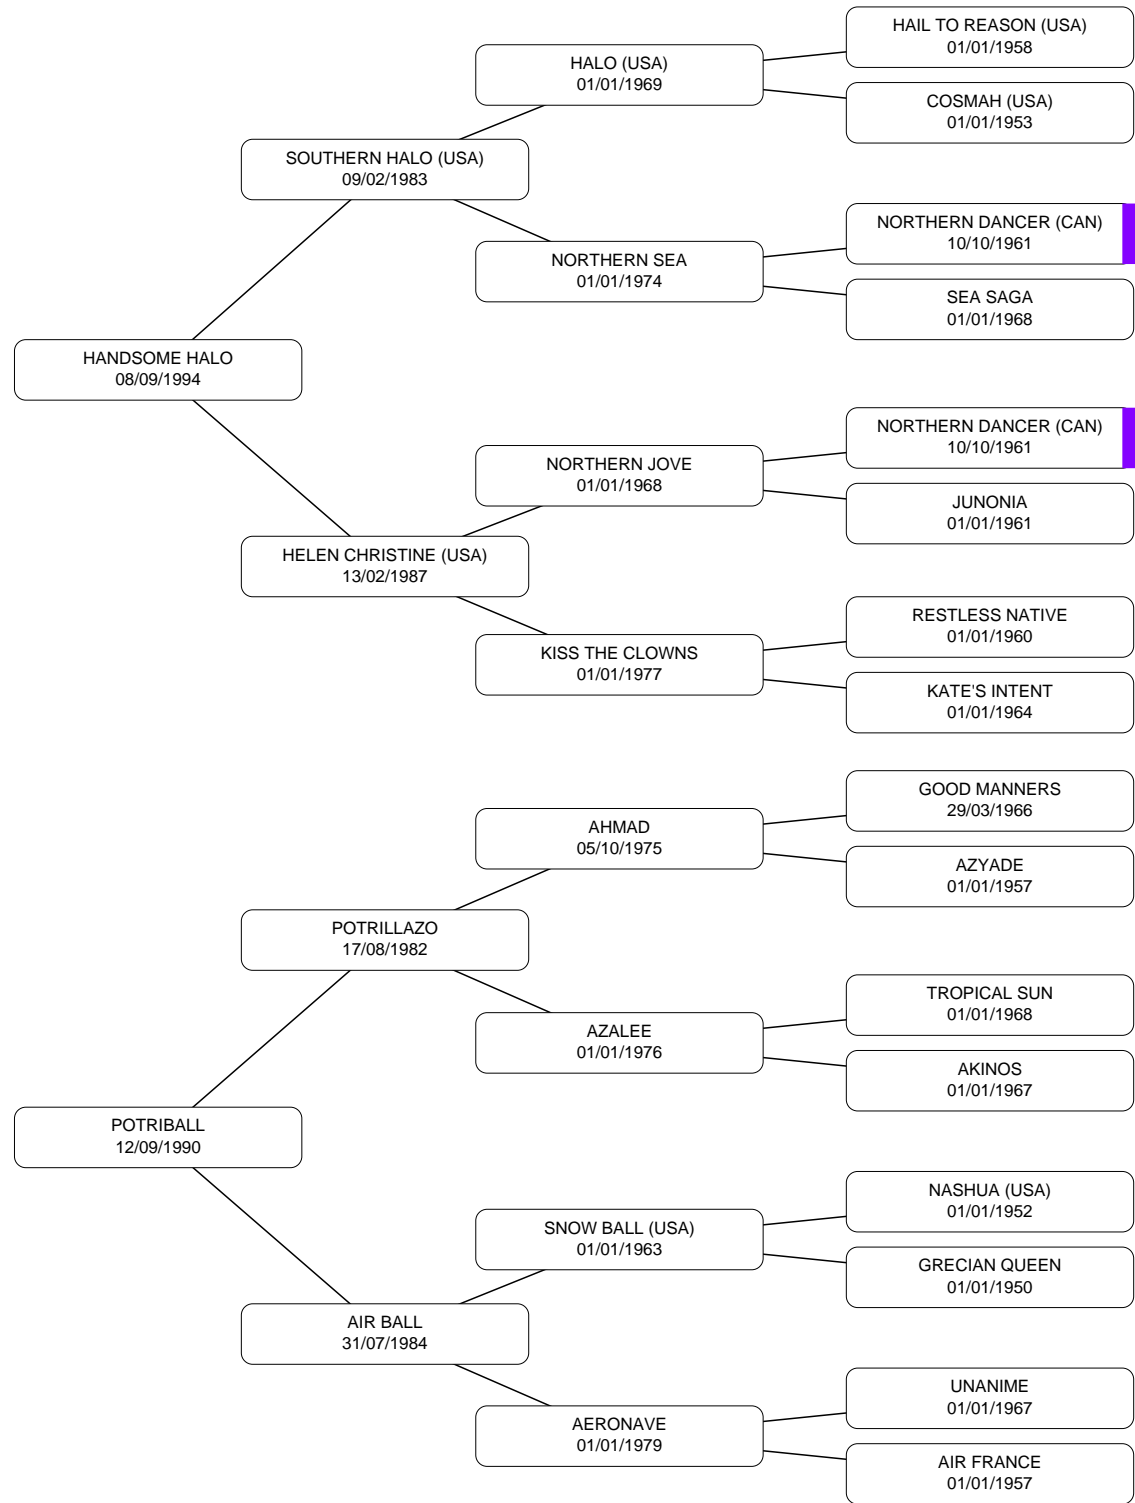 HAIL TO REASON (USA)
01/01/1958
HALO (USA)
01/01/1969
COSMAH (USA)
01/01/1953
SOUTHERN HALO (USA)
09/02/1983
NORTHERN DANCER (CAN)
10/10/1961
NORTHERN SEA
01/01/1974
SEA SAGA
01/01/1968
HANDSOME HALO
08/09/1994
NORTHERN DANCER (CAN)
10/10/1961
NORTHERN JOVE
01/01/1968
JUNONIA
01/01/1961
HELEN CHRISTINE (USA)
13/02/1987
RESTLESS NATIVE
01/01/1960
KISS THE CLOWNS
01/01/1977
KATE'S INTENT
01/01/1964
GOOD MANNERS
29/03/1966
AHMAD
05/10/1975
AZYADE
01/01/1957
POTRILLAZO
17/08/1982
TROPICAL SUN
01/01/1968
AZALEE
01/01/1976
AKINOS
01/01/1967
POTRIBALL
12/09/1990
NASHUA (USA)
01/01/1952
SNOW BALL (USA)
01/01/1963
GRECIAN QUEEN
01/01/1950
AIR BALL
31/07/1984
UNANIME
01/01/1967
AERONAVE
01/01/1979
AIR FRANCE
01/01/1957